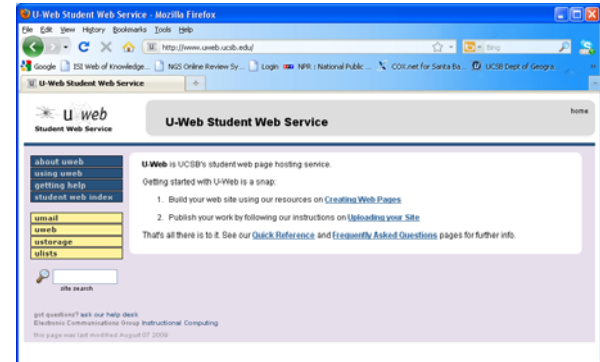 U-Web Student Web Service - Mozilla Firefox
File Edit View History Bookmarks Tools Help
http://www.uweb.ucsb.edu/
Bing
Google ISI Web of Knowledge... NGS Online Review Sy... Login NPR : National Public ... COX.net for Santa Ba... UCSB Dept of Geogra...
U-Web Student Web Service
u web
Student Web Service
U-Web Student Web Service
home
about uweb
using uweb
getting help
student web index
umail
uweb
ustorage
ulists
site search
U-Web is UCSB's student web page hosting service.
Getting started with U-Web is a snap:
1. Build your web site using our resources on Creating Web Pages
2. Publish your work by following our instructions on Uploading your Site
That's all there is to it. See our Quick Reference and Frequently Asked Questions pages for further info.
got questions? ask our help desk
Electronic Communications Group Instructional Computing
this page was last modified August 07 2009